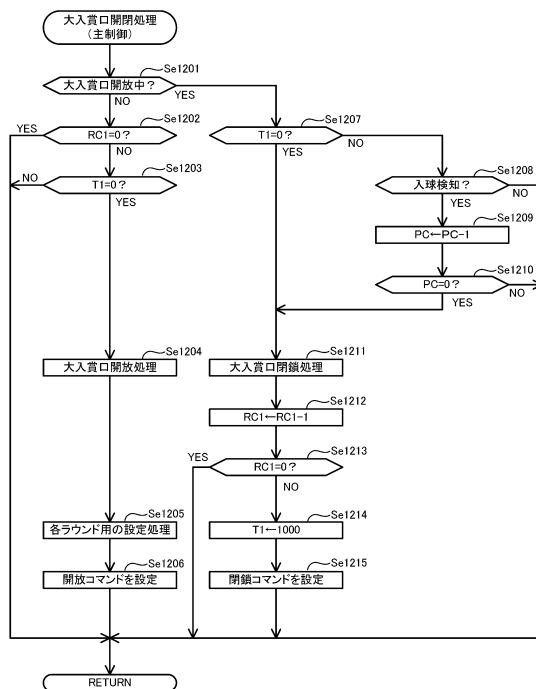 大入賞口開閉処理
(主制御)
Se1201
大入賞口開放中？
YES
NO
Se1202
YES
RC1=0？
NO
Se1203
NO
T1=0？
YES
Se1207
T1=0？
NO
YES
Se1208
入球検知？
NO
YES
Se1209
PC←PC-1
Se1210
PC=0？
NO
YES
Se1204
大入賞口開放処理
Se1211
大入賞口閉鎖処理
Se1212
RC1←RC1-1
Se1213
YES
RC1=0？
NO
Se1205
各ラウンド用の設定処理
Se1214
T1←1000
Se1206
開放コマンドを設定
Se1215
閉鎖コマンドを設定
RETURN